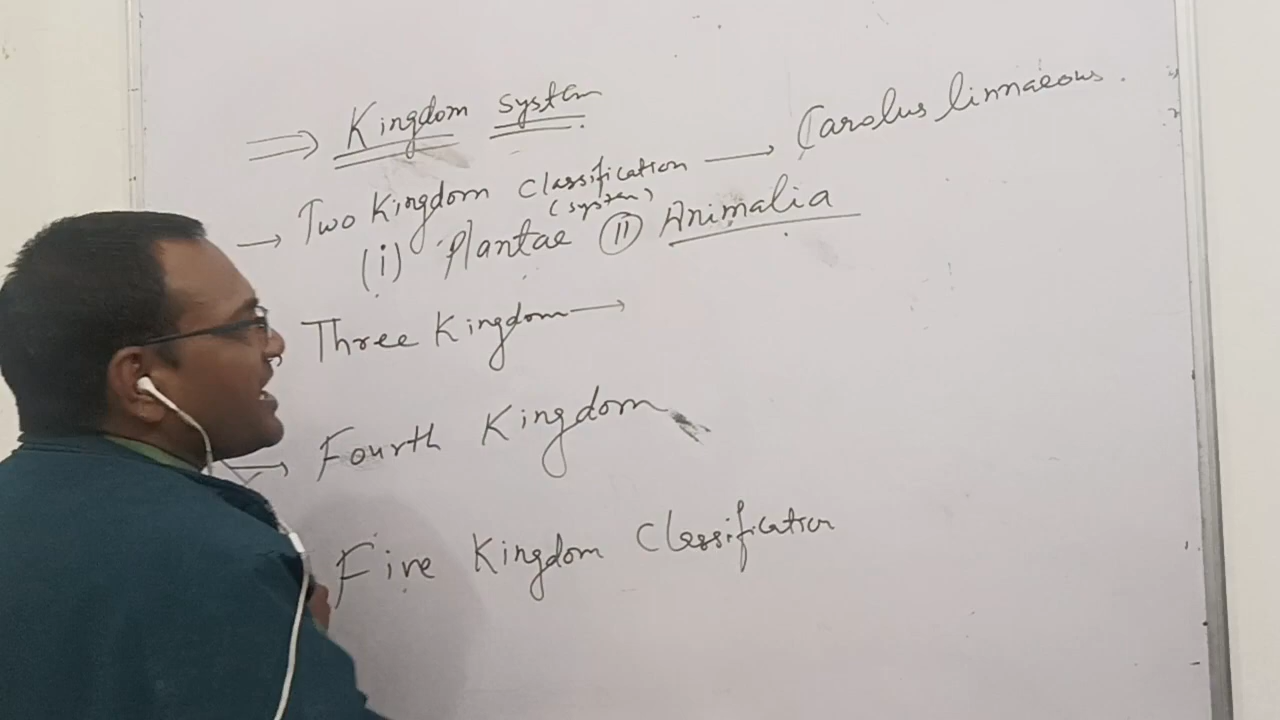 ⇒ Kingdom System
→ Two Kingdom Classification → Carolus linnaeous.
(system)
(i) Plantae (ii) Animalia
Three Kingdom →
→ Fourth Kingdom
Five Kingdom Classification